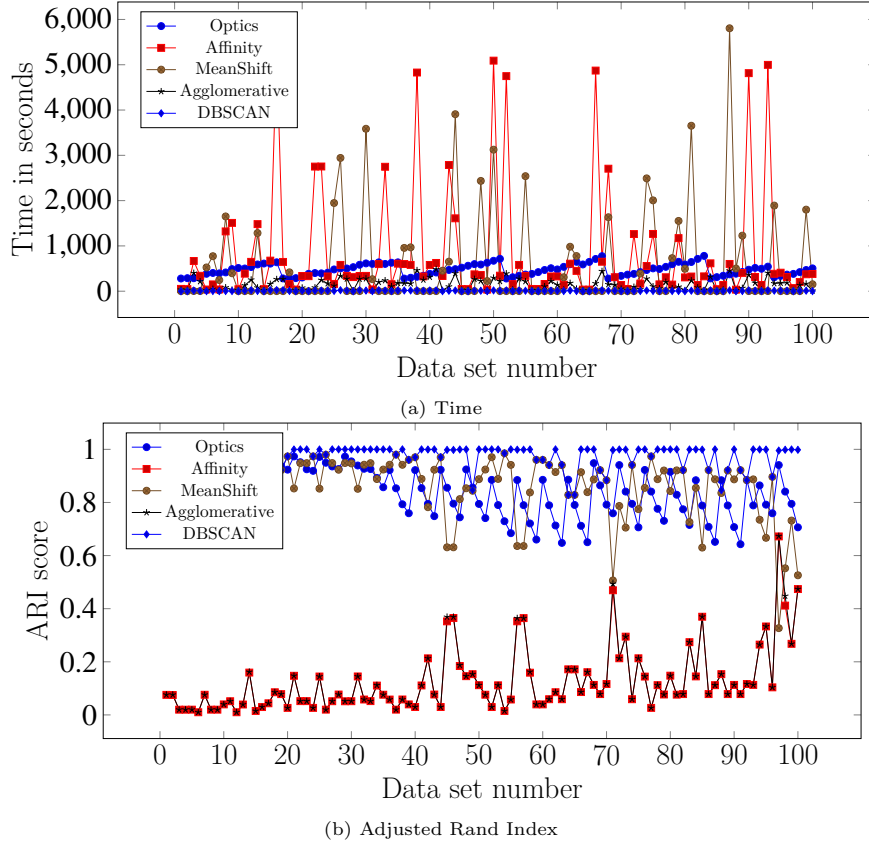 6,000
5,000
4,000
3,000
2,000
1,000
0
Time in seconds
Optics
Affinity
MeanShift
Agglomerative
DBSCAN
0 10 20 30 40 50 60 70 80 90 100
Data set number
(a) Time
1
0.8
0.6
0.4
0.2
0
ARI score
Optics
Affinity
MeanShift
Agglomerative
DBSCAN
0 10 20 30 40 50 60 70 80 90 100
Data set number
(b) Adjusted Rand Index